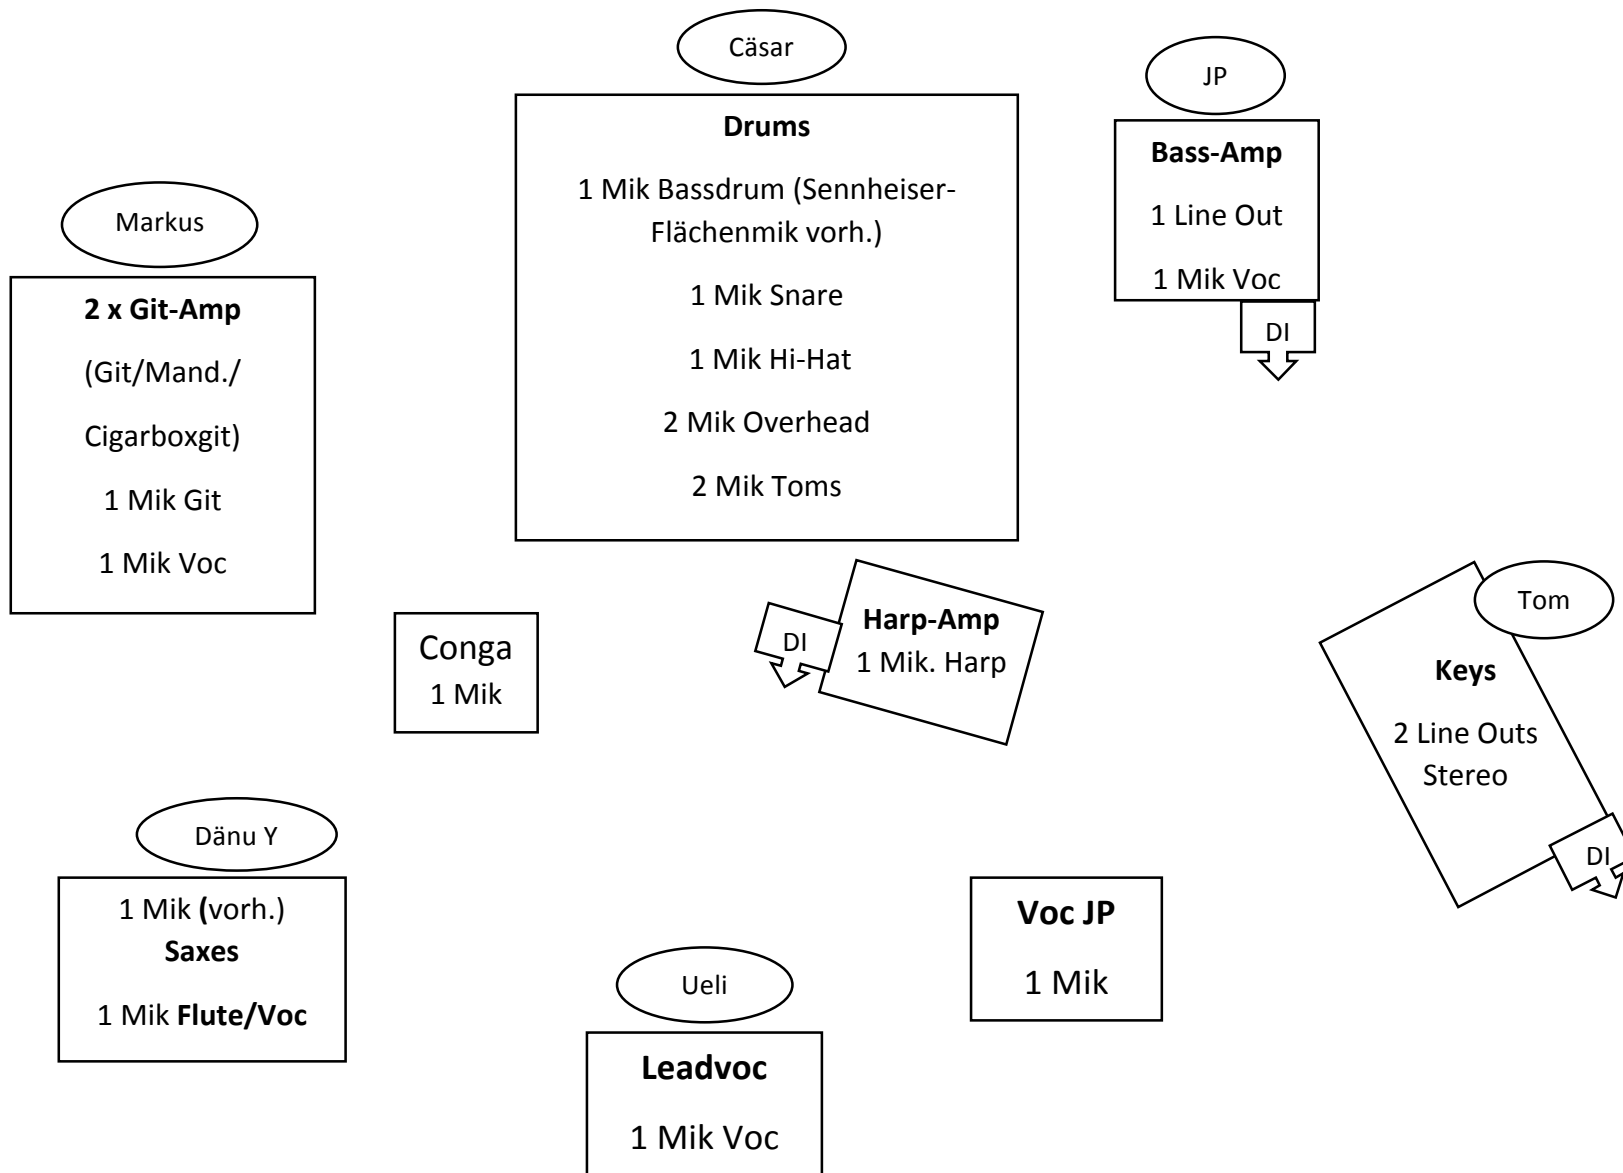 Cäsar
Drums
1 Mik Bassdrum (Sennheiser-
Flächenmik vorh.)
1 Mik Snare
1 Mik Hi-Hat
2 Mik Overhead
2 Mik Toms
JP
Bass-Amp
1 Line Out
1 Mik Voc
DI
Markus
2 x Git-Amp
(Git/Mand./
Cigarboxgit)
1 Mik Git
1 Mik Voc
Conga
1 Mik
DI
Harp-Amp
1 Mik. Harp
Tom
Keys
2 Line Outs
Stereo
DI
Dänu Y
1 Mik (vorh.)
Saxes
1 Mik Flute/Voc
Ueli
Leadvoc
1 Mik Voc
Voc JP
1 Mik